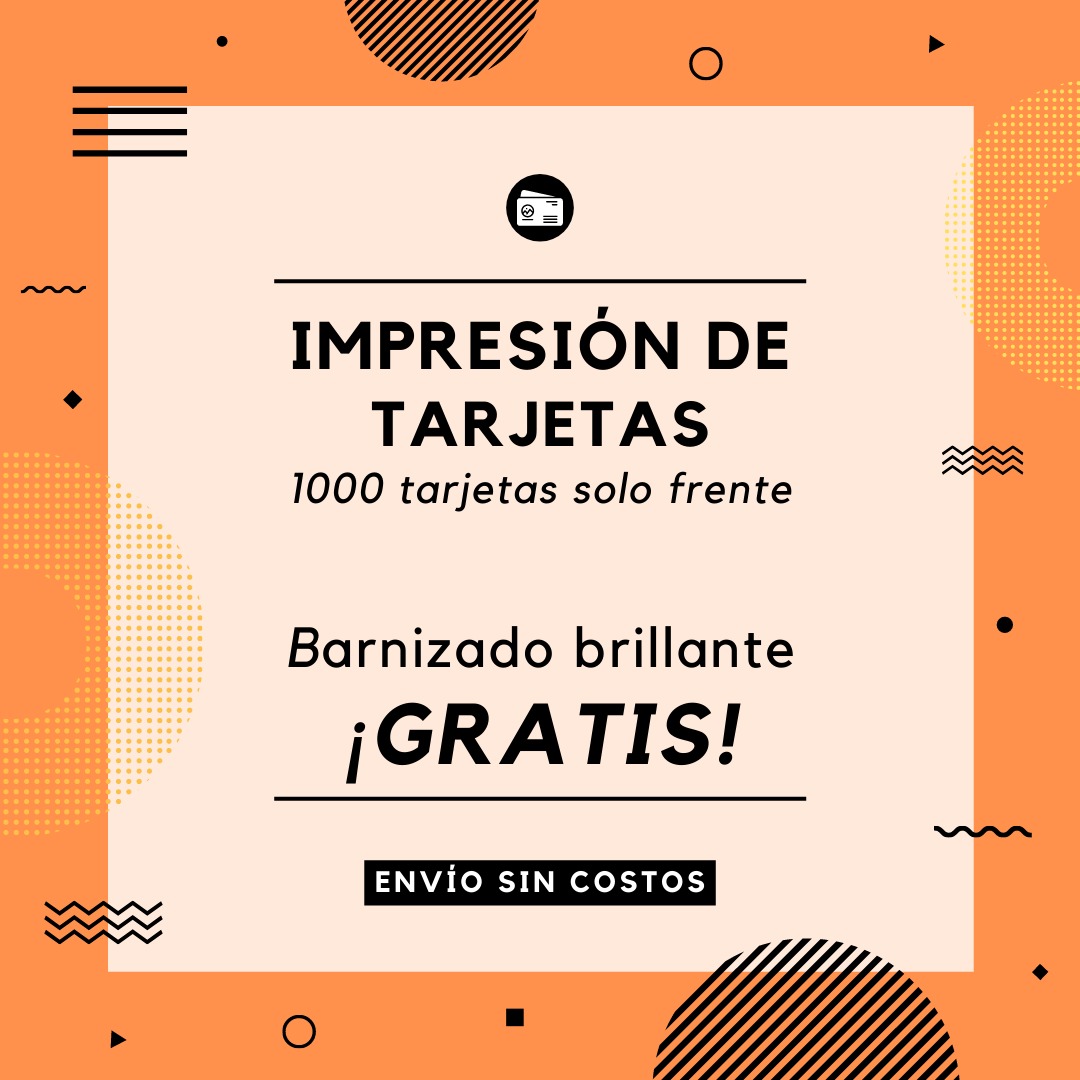 IMPRESIÓN DE
TARJETAS
1000 tarjetas solo frente
Barnizado brillante
¡GRATIS!
ENVÍO SIN COSTOS